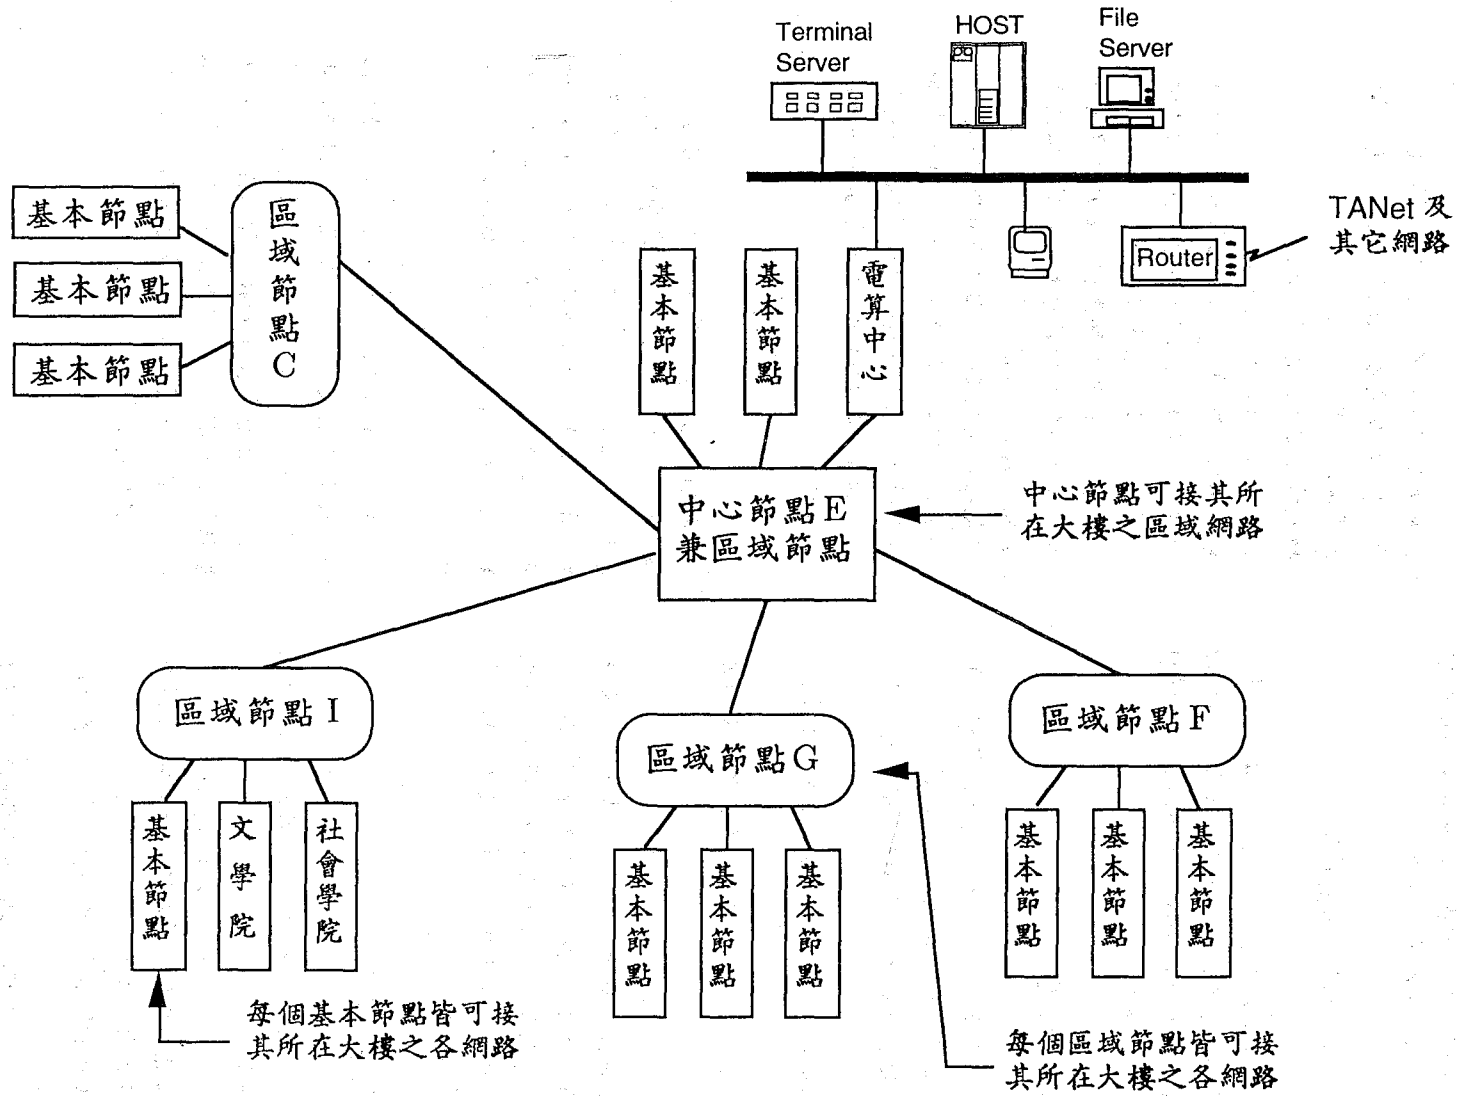 Terminal
Server
HOST
File
Server
Router
TANet 及
其它網路
基本節點
基本節點
基本節點
區域節點C
基本節點
基本節點
電算中心
中心節點E
兼區域節點
中心節點可接其所
在大樓之區域網路
區域節點I
區域節點G
區域節點F
基本節點
文學院
社會學院
基本節點
基本節點
基本節點
基本節點
基本節點
基本節點
每個基本節點皆可接
其所在大樓之各網路
每個區域節點皆可接
其所在大樓之各網路